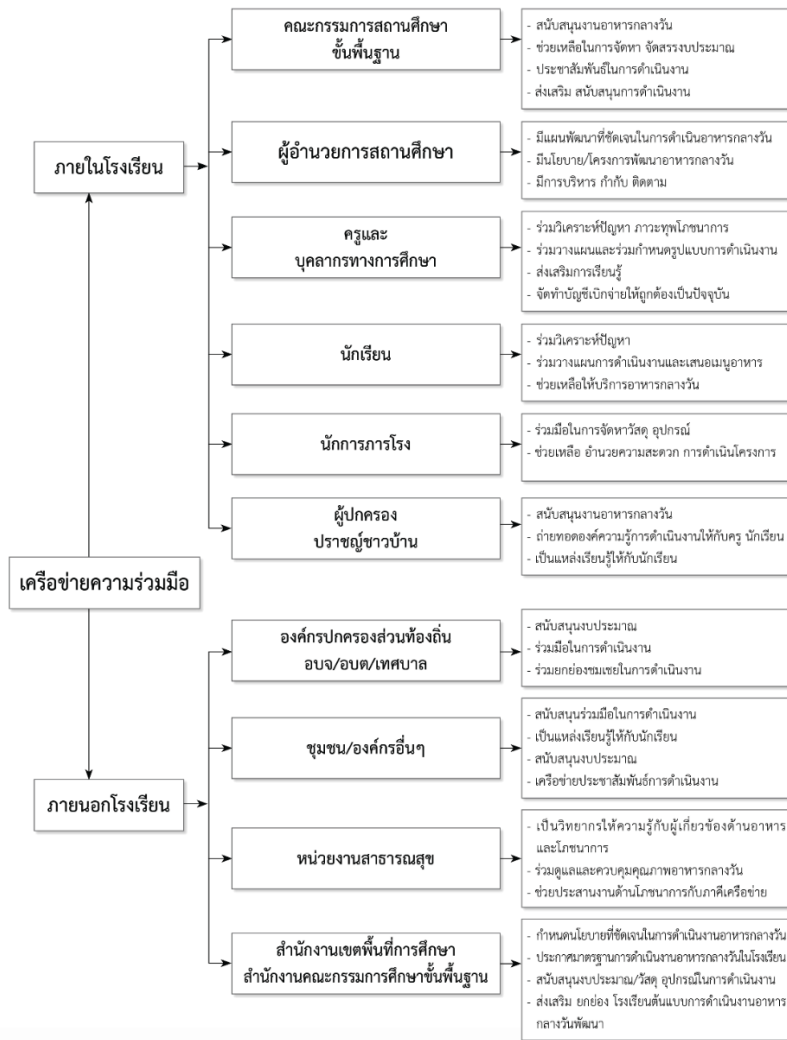 คณะกรรมการสถานศึกษา
ขั้นพื้นฐาน
- สนับสนุนงานอาหารกลางวัน
- ช่วยเหลือในการจัดหา จัดสรรงบประมาณ
- ประชาสัมพันธ์ในการดำเนินงาน
- ส่งเสริม สนับสนุนการดำเนินงาน
ภายในโรงเรียน
ผู้อำนวยการสถานศึกษา
- มีแผนพัฒนาที่ชัดเจนในการดำเนินอาหารกลางวัน
- มีนโยบาย/โครงการพัฒนาอาหารกลางวัน
- มีการบริหาร กำกับ ติดตาม
ครูและ
บุคลากรทางการศึกษา
- ร่วมวิเคราะห์ปัญหา ภาวะทุพโภชนาการ
- ร่วมวางแผนและร่วมกำหนดรูปแบบการดำเนินงาน
- ส่งเสริมการเรียนรู้
- จัดทำบัญชีเบิกจ่ายให้ถูกต้องเป็นปัจจุบัน
นักเรียน
- ร่วมวิเคราะห์ปัญหา
- ร่วมวางแผนการดำเนินงานและเสนอเมนูอาหาร
- ช่วยเหลือให้บริการอาหารกลางวัน
นักการภารโรง
- ร่วมมือในการจัดหาวัสดุ อุปกรณ์
- ช่วยเหลือ อำนวยความสะดวก การดำเนินโครงการ
ผู้ปกครอง
ปราชญ์ชาวบ้าน
- สนับสนุนงานอาหารกลางวัน
- ถ่ายทอดองค์ความรู้การดำเนินงานให้กับครู นักเรียน
- เป็นแหล่งเรียนรู้ให้กับนักเรียน
เครือข่ายความร่วมมือ
องค์กรปกครองส่วนท้องถิ่น
อบจ/อบต/เทศบาล
- สนับสนุนงบประมาณ
- ร่วมมือในการดำเนินงาน
- ร่วมยกย่องชมเชยในการดำเนินงาน
ชุมชน/องค์กรอื่นๆ
- สนับสนุนร่วมมือในการดำเนินงาน
- เป็นแหล่งเรียนรู้ให้กับนักเรียน
- สนับสนุนงบประมาณ
- เครือข่ายประชาสัมพันธ์การดำเนินงาน
ภายนอกโรงเรียน
หน่วยงานสาธารณสุข
- เป็นวิทยากรให้ความรู้กับผู้เกี่ยวข้องด้านอาหาร
และโภชนาการ
- ร่วมดูแลและควบคุมคุณภาพอาหารกลางวัน
- ช่วยประสานงานด้านโภชนาการกับภาคีเครือข่าย
สำนักงานเขตพื้นที่การศึกษา
สำนักงานคณะกรรมการศึกษาขั้นพื้นฐาน
- กำหนดนโยบายที่ชัดเจนในการดำเนินงานอาหารกลางวัน
- ประกาศมาตรฐานการดำเนินงานอาหารกลางวันในโรงเรียน
- สนับสนุนงบประมาณ/วัสดุ อุปกรณ์ในการดำเนินงาน
- ส่งเสริม ยกย่อง โรงเรียนต้นแบบการดำเนินงานอาหาร
กลางวันพัฒนา